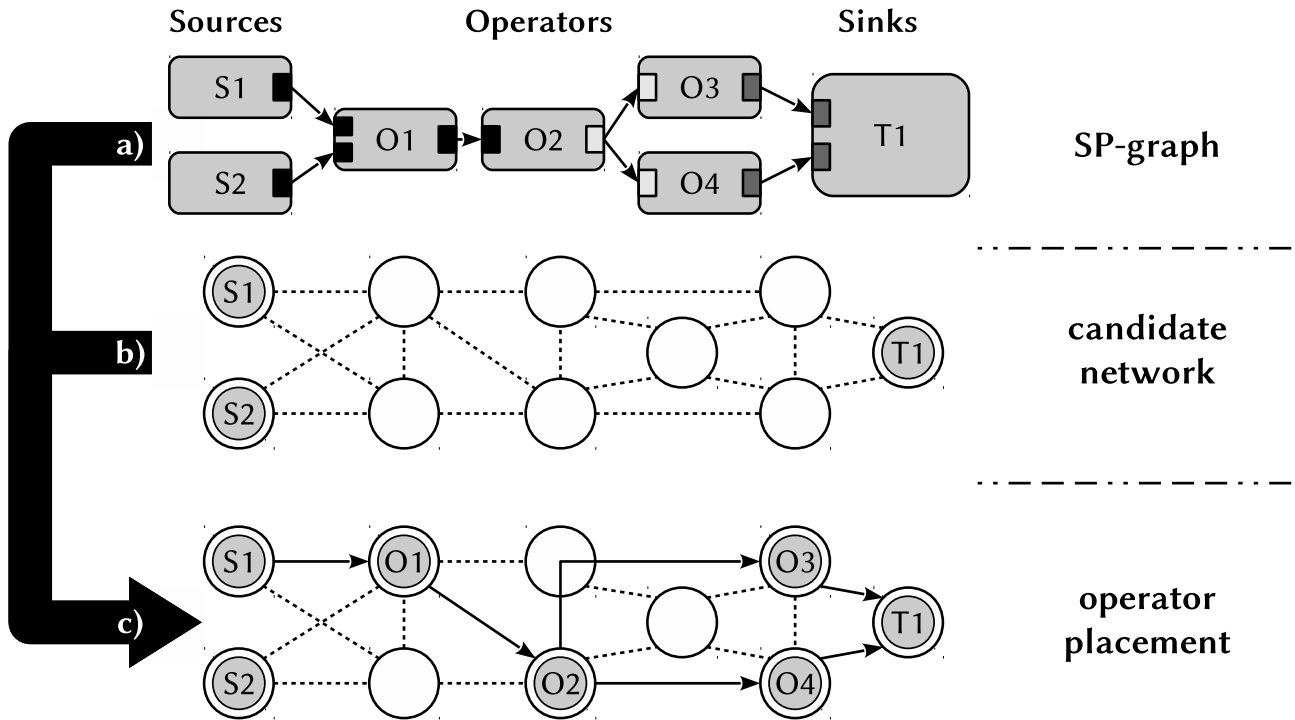 Sources Operators Sinks
S1 O3
a) O1 O2 T1 SP-graph
S2 O4
S1
b) T1 candidate
network
S2
S1 O1 O3
c) T1 operator
placement
S2 O2 O4